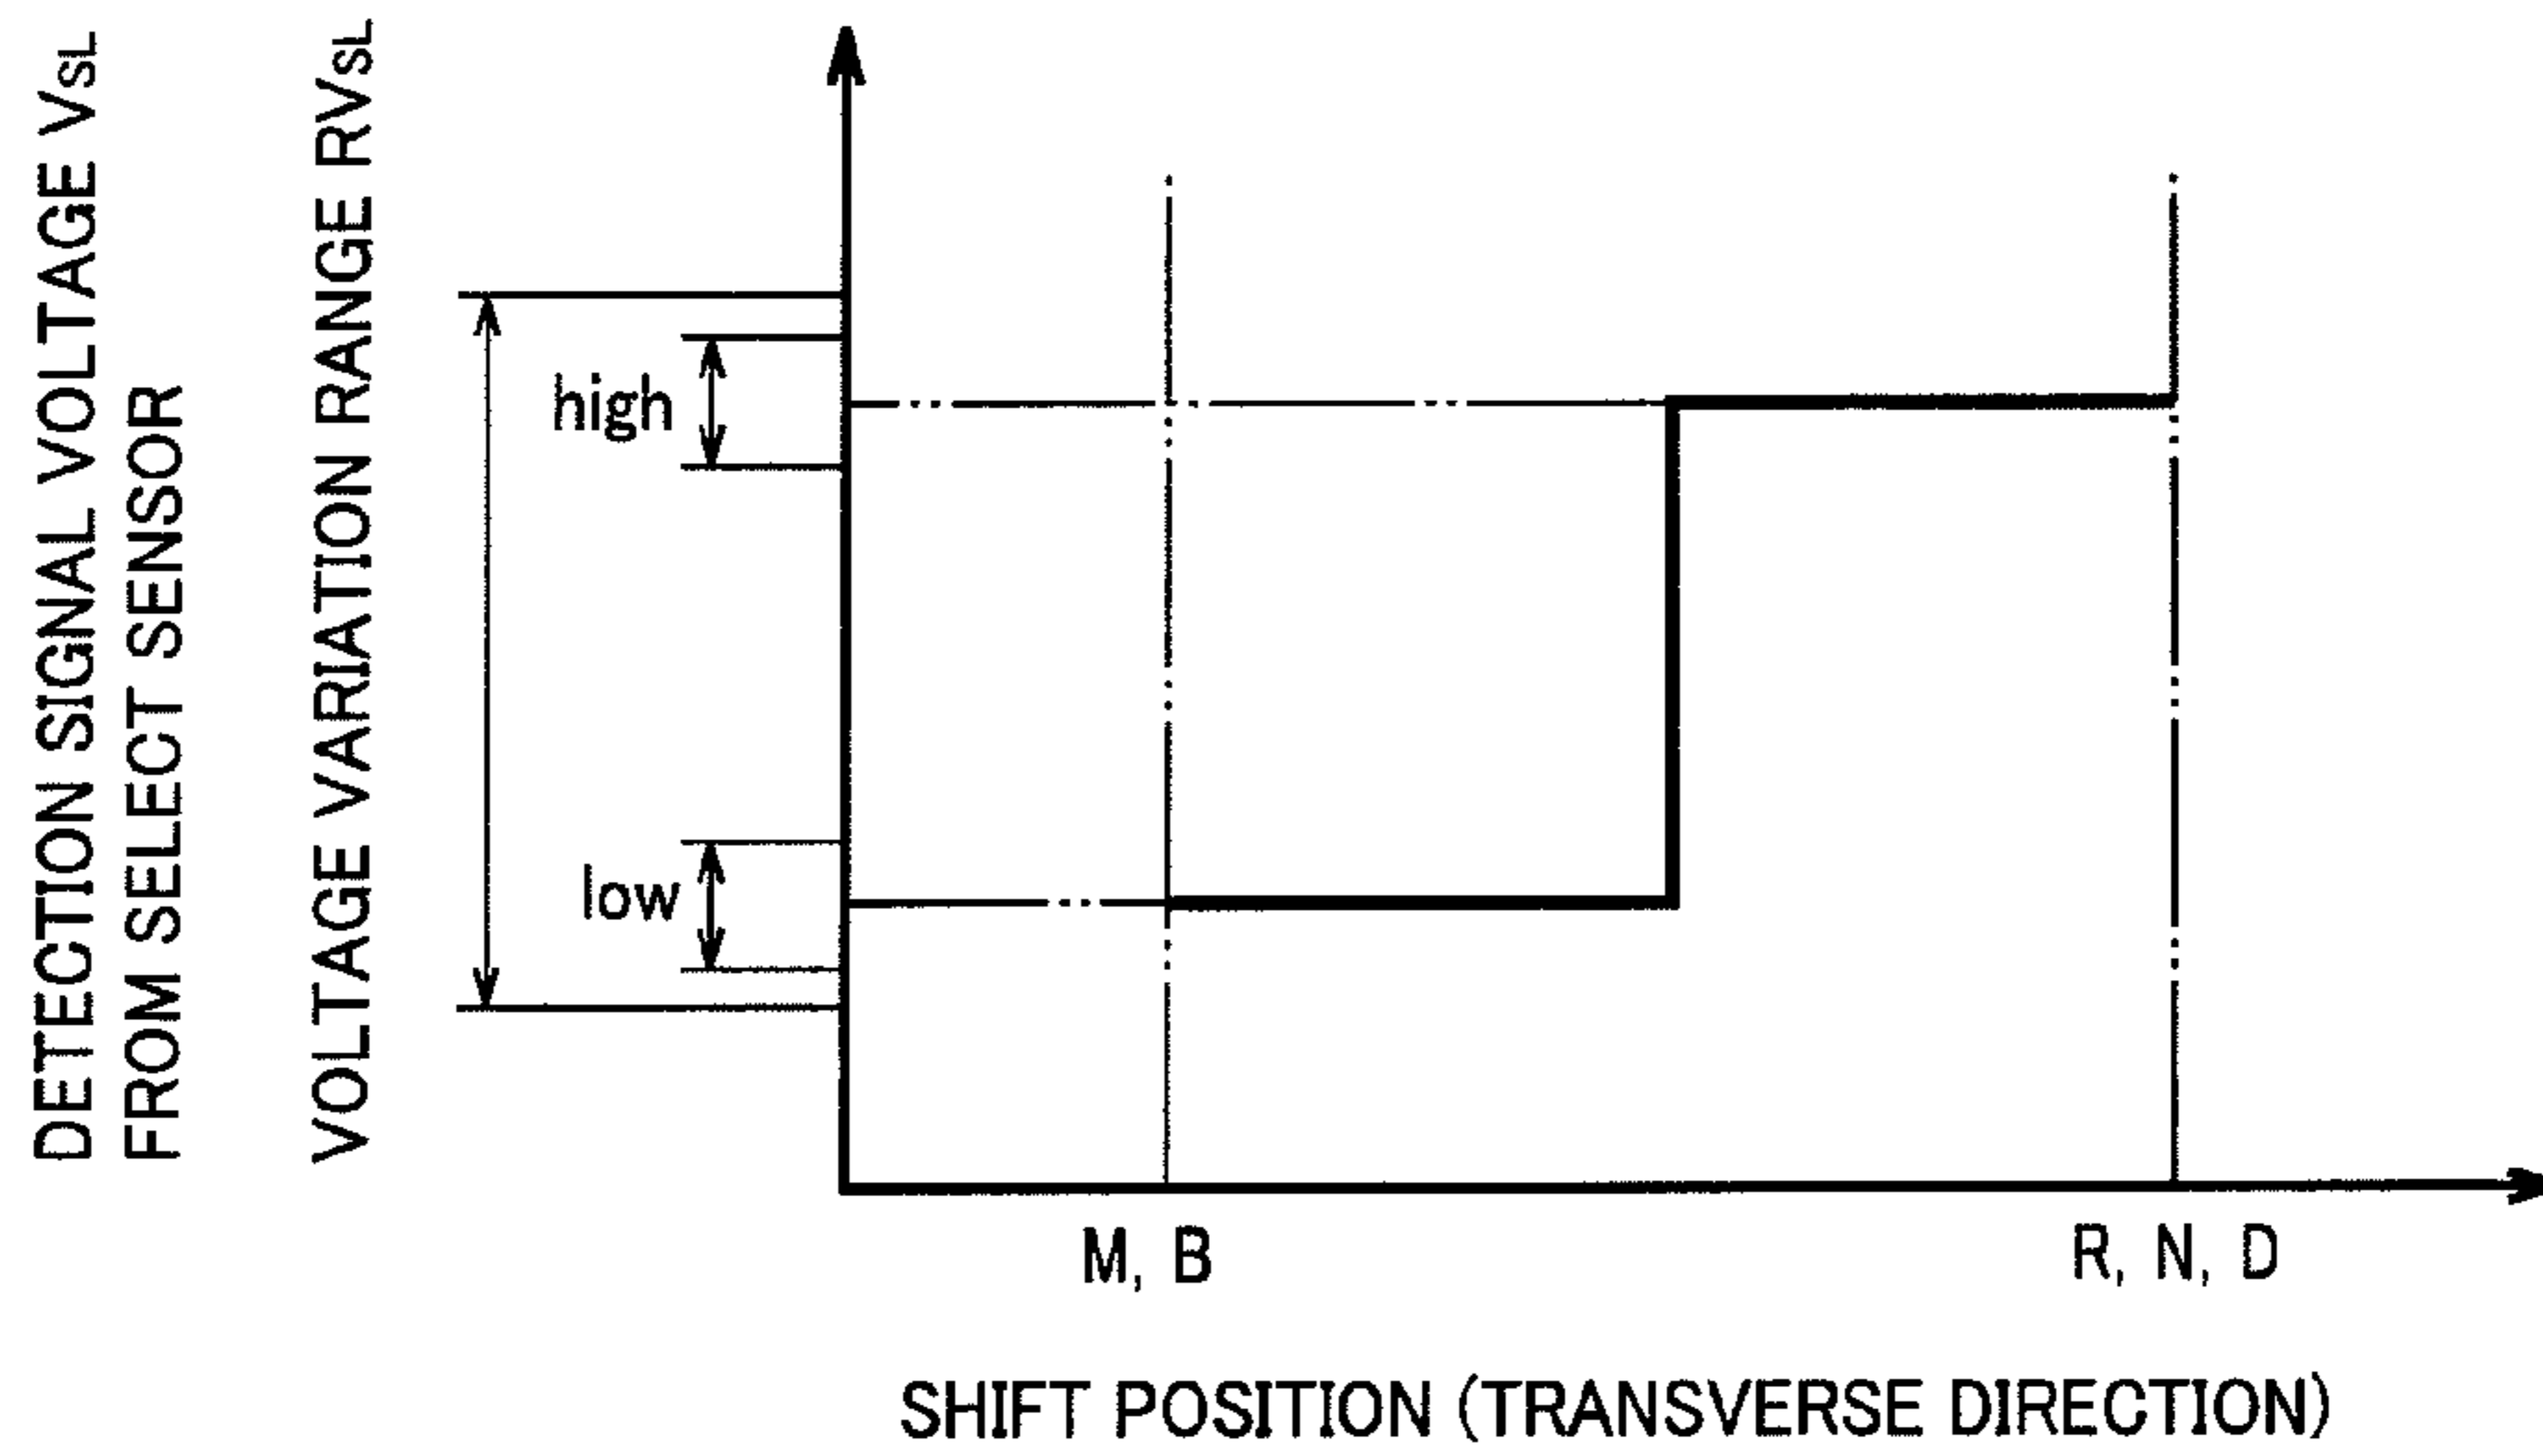 DETECTION SIGNAL VOLTAGE VSL
FROM SELECT SENSOR
VOLTAGE VARIATION RANGE RVSL
high
low
M, B
R, N, D
SHIFT POSITION (TRANSVERSE DIRECTION)